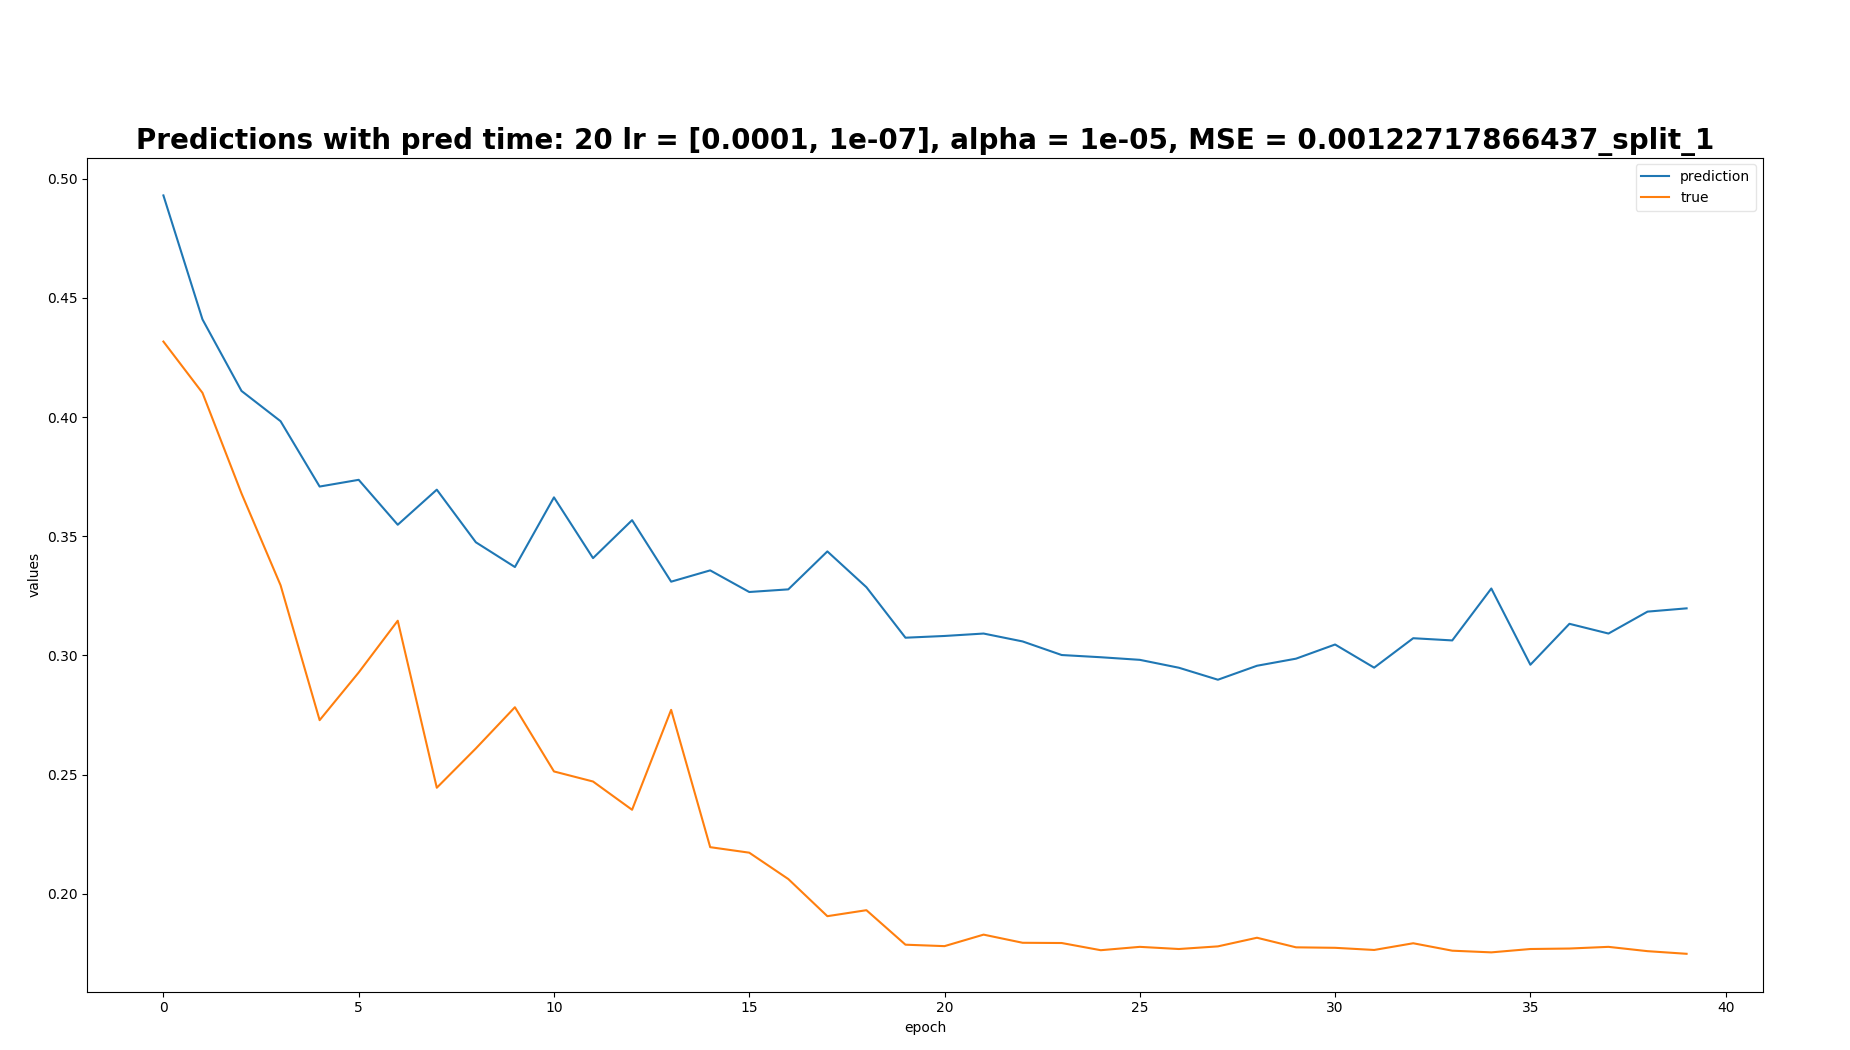 Predictions with pred time: 20 lr = [0.0001, 1e-07], alpha = 1e-05, MSE = 0.00122717866437_split_1
prediction
true
0.50
0.45
0.40
0.35
0.30
0.25
0.20
values
0 5 10 15 20 25 30 35 40
epoch